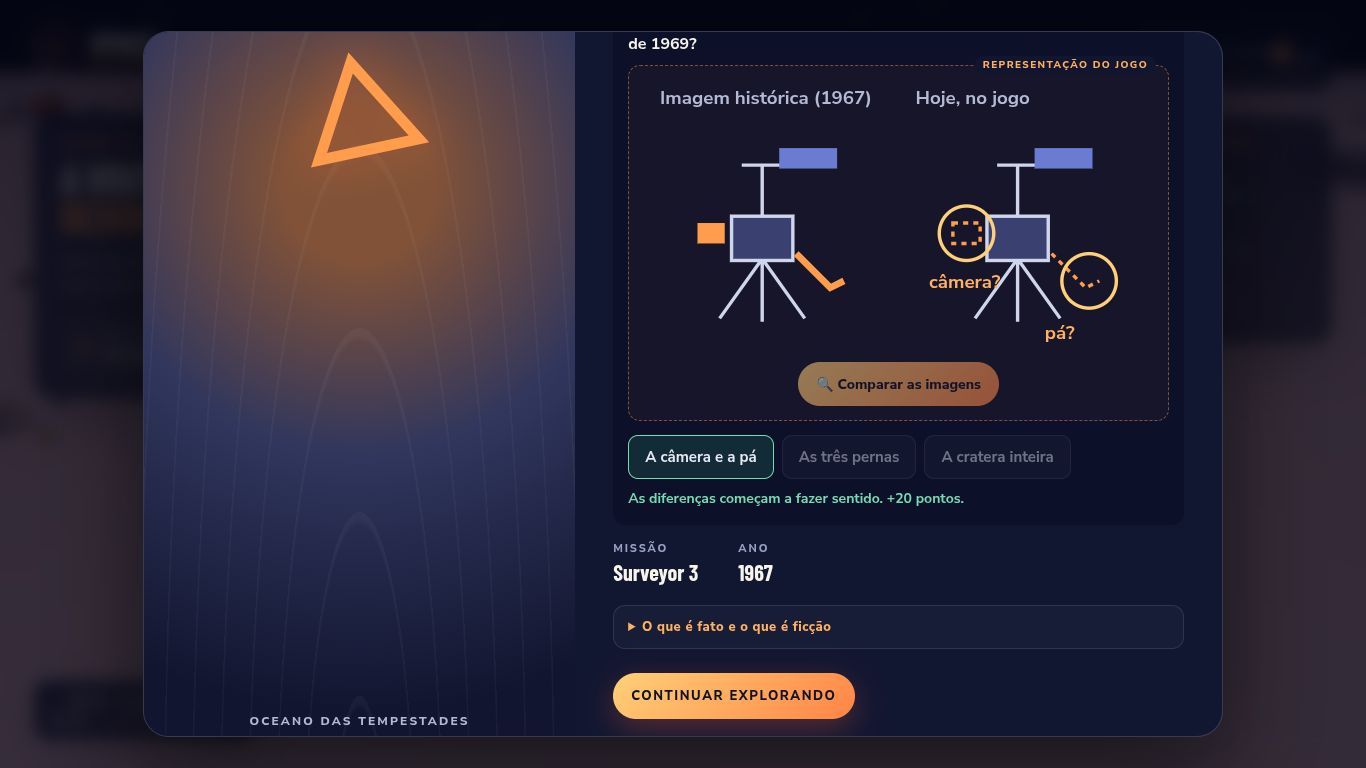 de 1969?
REPRESENTAÇÃO DO JOGO
Imagem histórica (1967)
Hoje, no jogo
câmera?
pá?
🔍 Comparar as imagens
A câmera e a pá
As três pernas
A cratera inteira
As diferenças começam a fazer sentido. +20 pontos.
MISSÃO
ANO
Surveyor 3
1967
▶ O que é fato e o que é ficção
CONTINUAR EXPLORANDO
OCEANO DAS TEMPESTADES